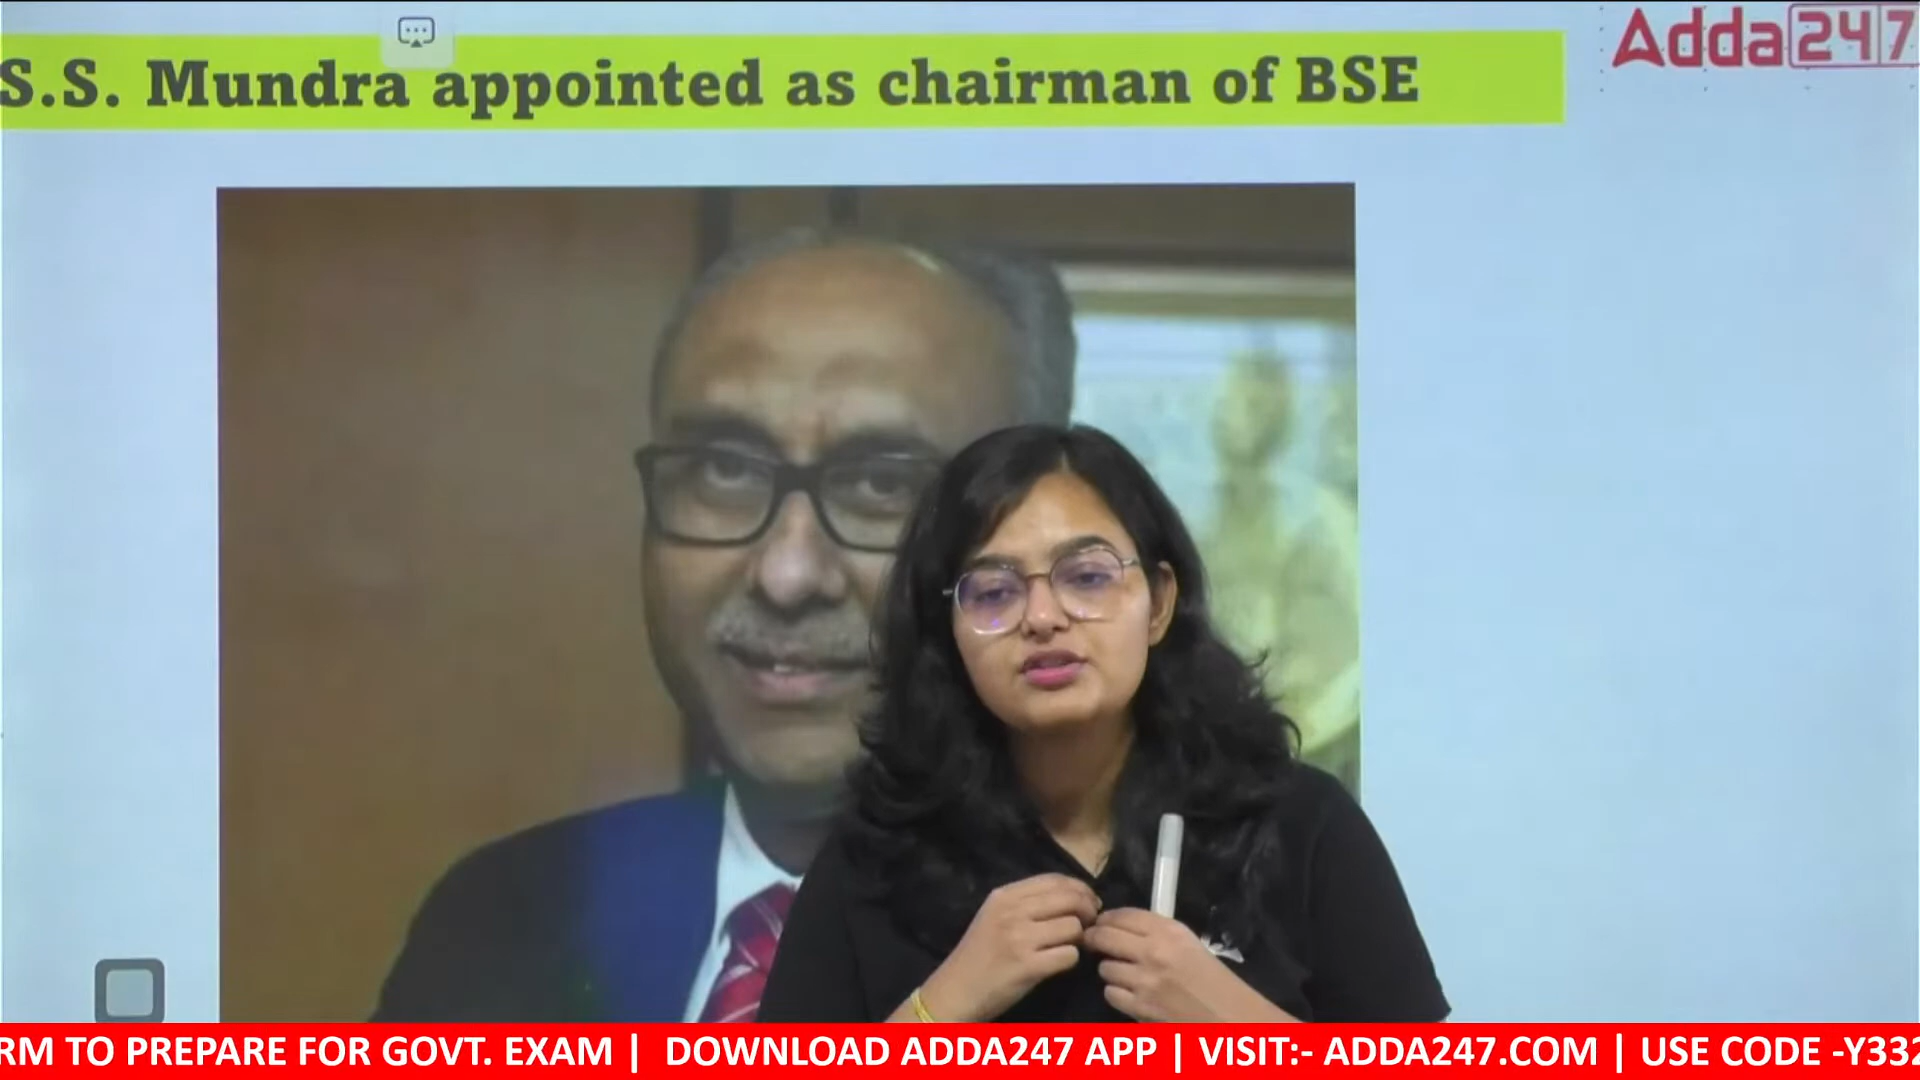 S.S. Mundra appointed as chairman of BSE
Adda247
RM TO PREPARE FOR GOVT. EXAM | DOWNLOAD ADDA247 APP | VISIT:- ADDA247.COM | USE CODE -Y332